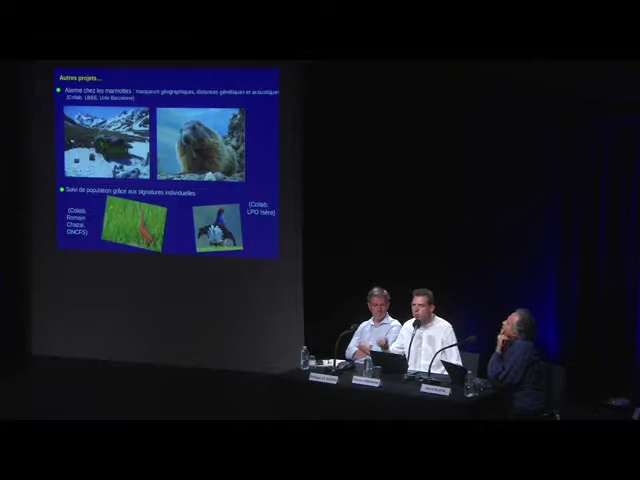 Autres projets...
Alarme chez les marmottes : marqueurs géographiques, distances génétiques et acoustiques
(Collab. LBBE, Univ Barcelone)
Suivi de population grâce aux signatures individuelles
(Collab.
Romain
Chazal,
ONCFS)
(Collab.
LPO Isère)